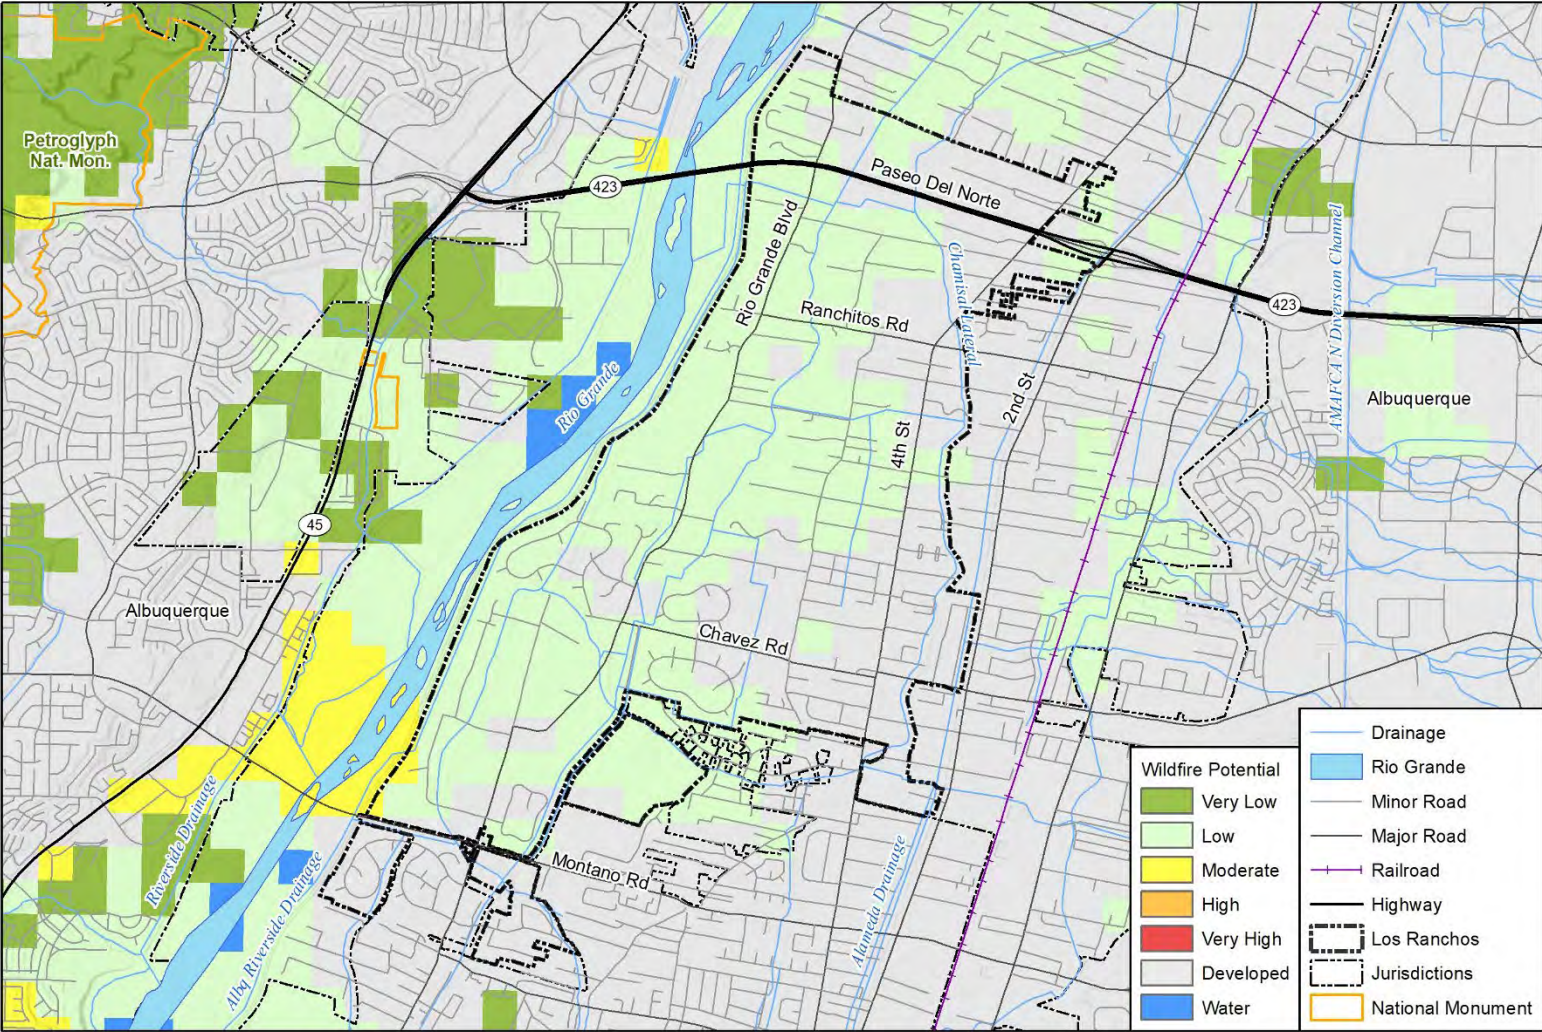 Petroglyph
Nat. Mon.
423
Paseo Del Norte
Rio Grande Blvd
Chamisal Lateral
Ranchitos Rd
423
AMAFCA N Diversion Channel
Rio Grande
2nd St
Albuquerque
4th St
45
Albuquerque
Chavez Rd
Riverside Drainage
Albq Riverside Drainage
Montano Rd
Alameda Drainage
Wildfire Potential
Very Low
Low
Moderate
High
Very High
Developed
Water
Drainage
Rio Grande
Minor Road
Major Road
Railroad
Highway
Los Ranchos
Jurisdictions
National Monument